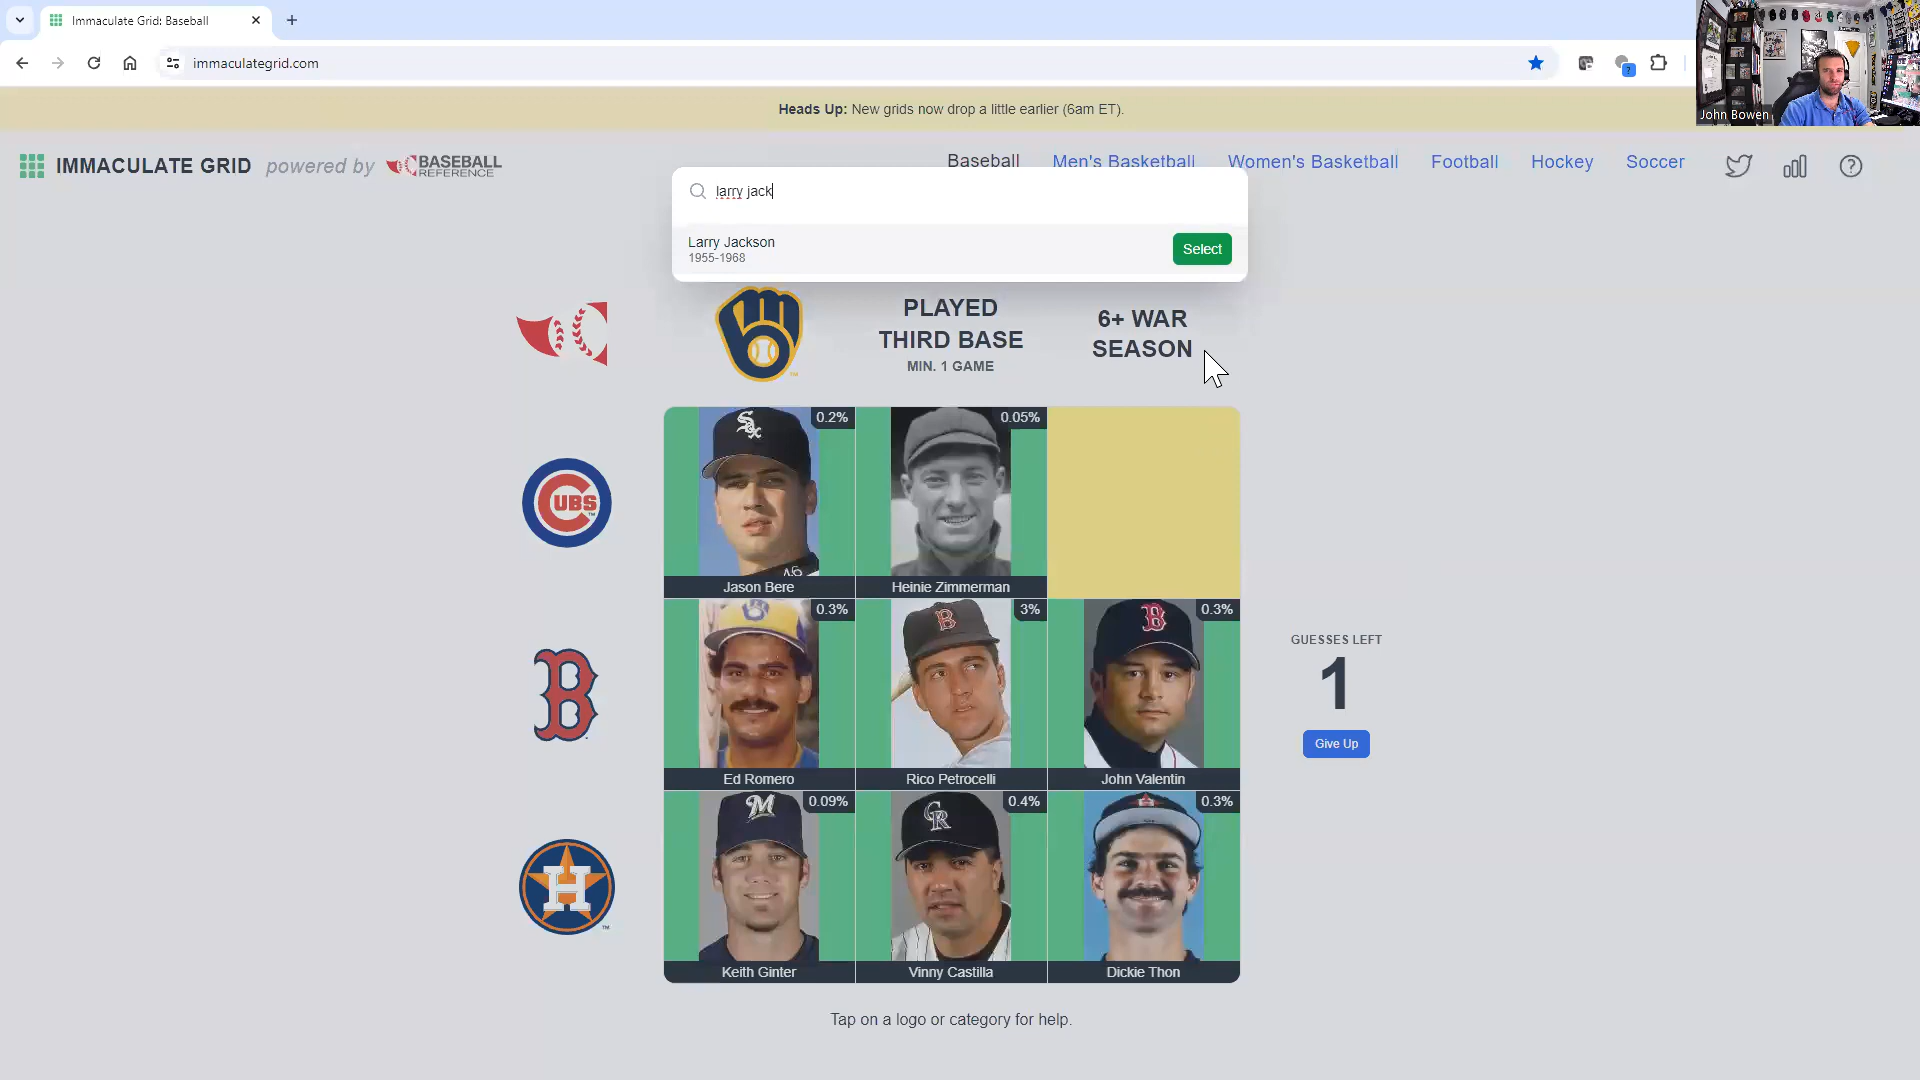 Immaculate Grid: Baseball
immaculategrid.com
John Bowen
Heads Up: New grids now drop a little earlier (6am ET).
IMMACULATE GRID powered by BASEBALL REFERENCE
Baseball Men's Basketball Women's Basketball Football Hockey Soccer
larry jack
Larry Jackson
1955-1968
Select
PLAYED
THIRD BASE
MIN. 1 GAME
6+ WAR
SEASON
CUBS
0.2%
Jason Bere
0.05%
Heinie Zimmerman
B
0.3%
Ed Romero
3%
Rico Petrocelli
0.3%
John Valentin
H
0.09%
Keith Ginter
0.4%
Vinny Castilla
0.3%
Dickie Thon
GUESSES LEFT
1
Give Up
Tap on a logo or category for help.